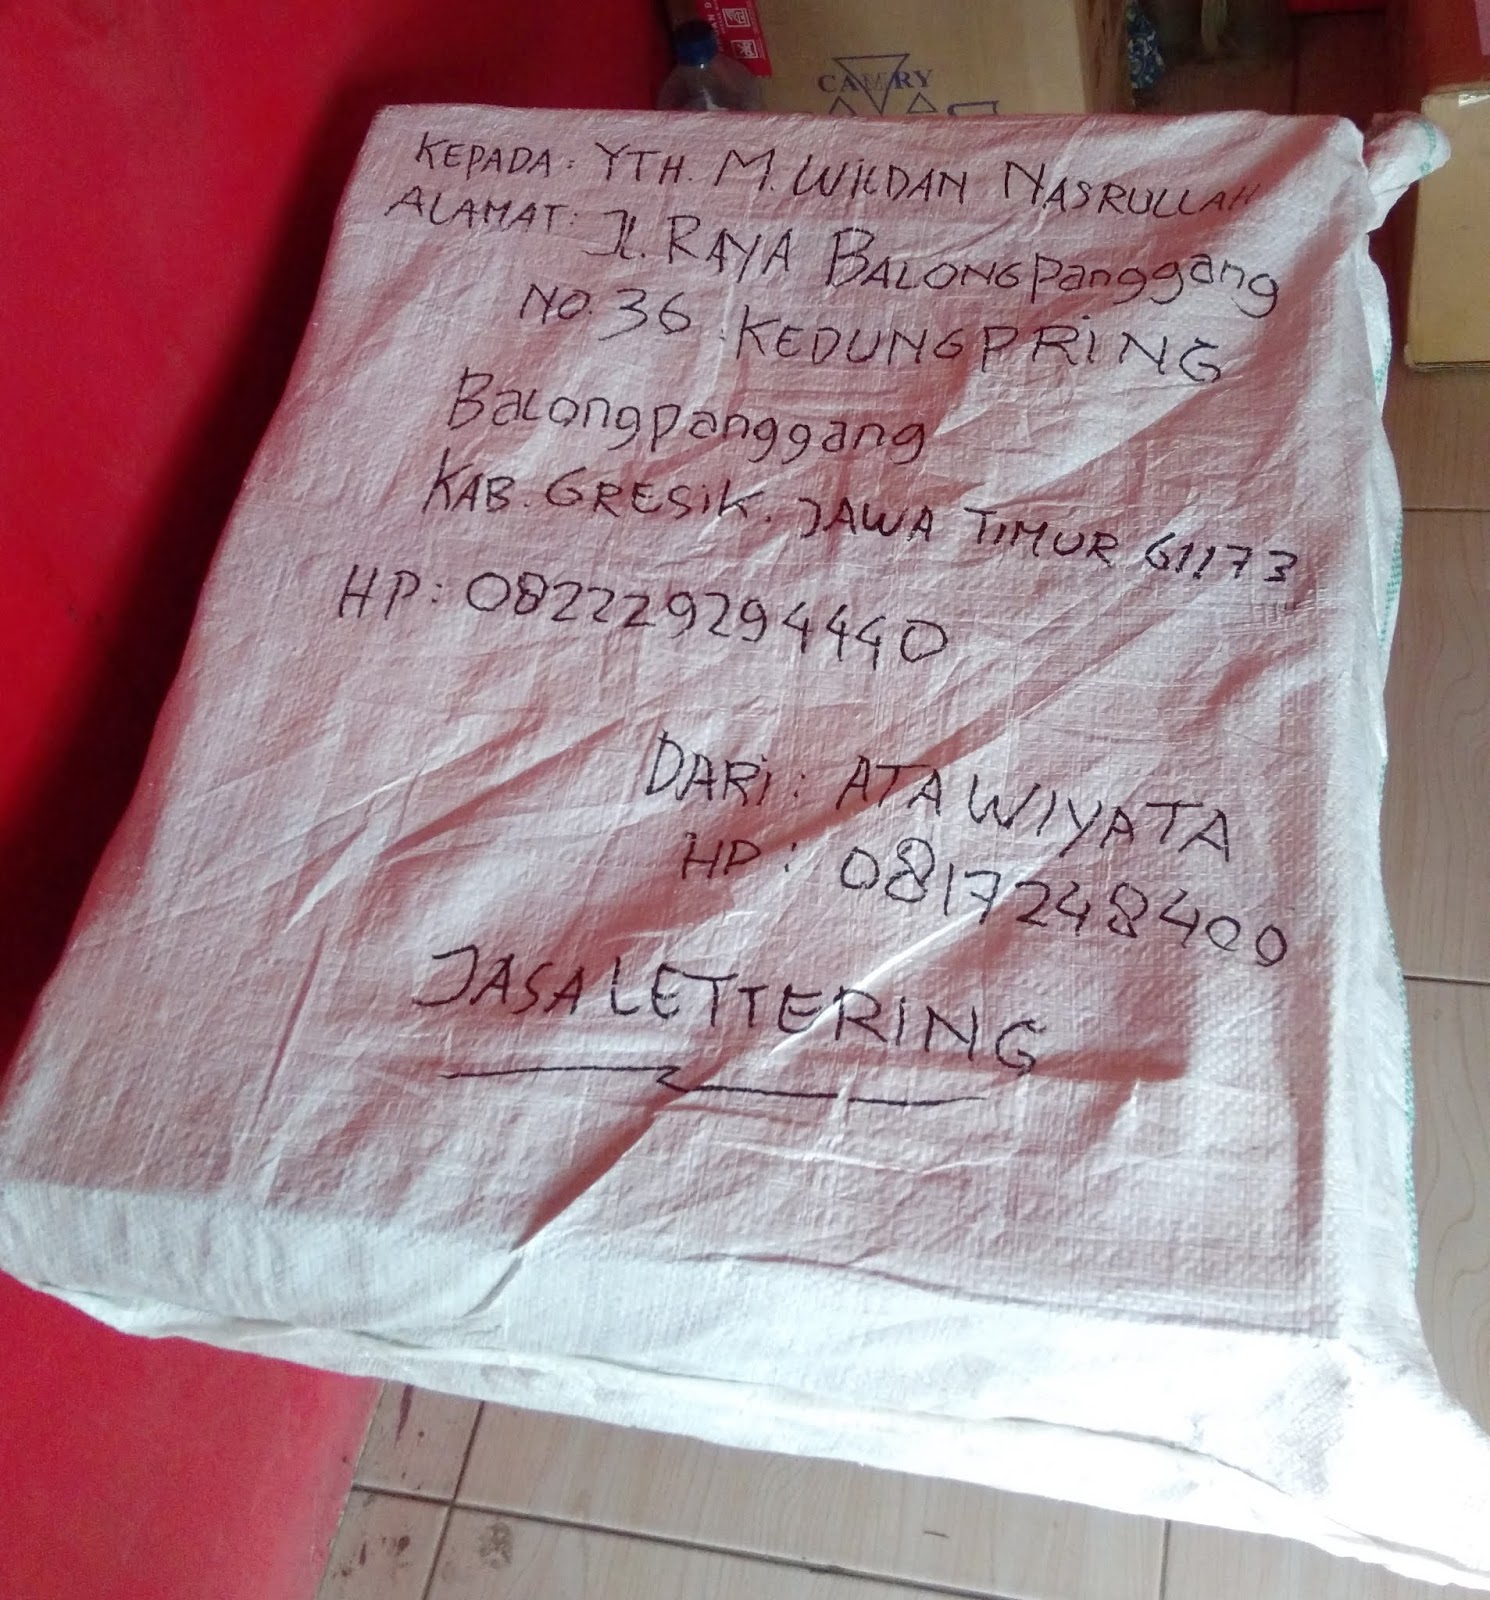 CAMRY
KEPADA: YTH. M. WILDAN NASRULLAH
ALAMAT: Jl. RAYA BALONGPanggang
NO. 36. KEDUNGPRiNG
BaLongpanggang
KAB. GRESiK. JAWA TIMUR 61173
HP: 082229294440
DARi: ATA WIYATA
HP: 0817248400
JASA LETTERING